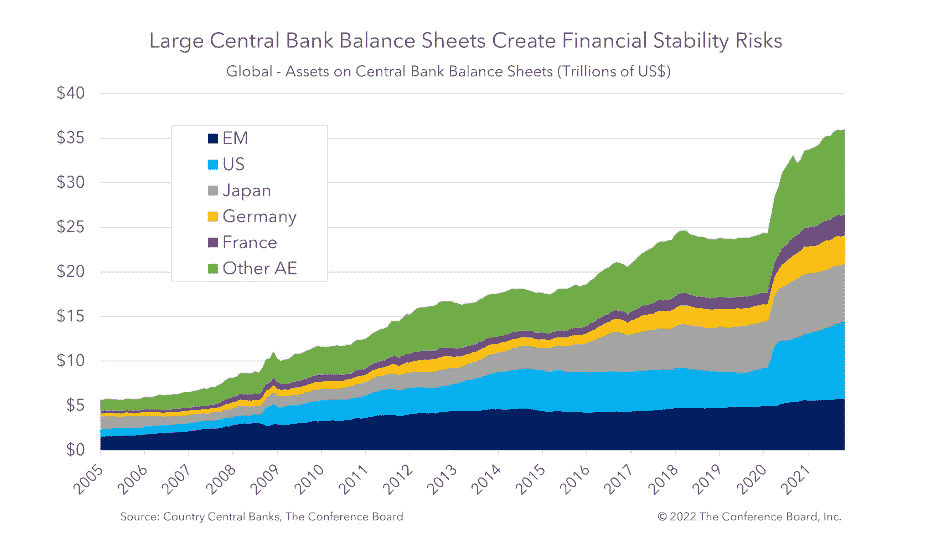 Large Central Bank Balance Sheets Create Financial Stability Risks
Global - Assets on Central Bank Balance Sheets (Trillions of US$)
$40
$35
$30
$25
$20
$15
$10
$5
$0
EM
US
Japan
Germany
France
Other AE
2005
2006
2007
2008
2009
2010
2011
2012
2013
2014
2015
2016
2017
2018
2019
2020
2021
Source: Country Central Banks, The Conference Board
© 2022 The Conference Board, Inc.